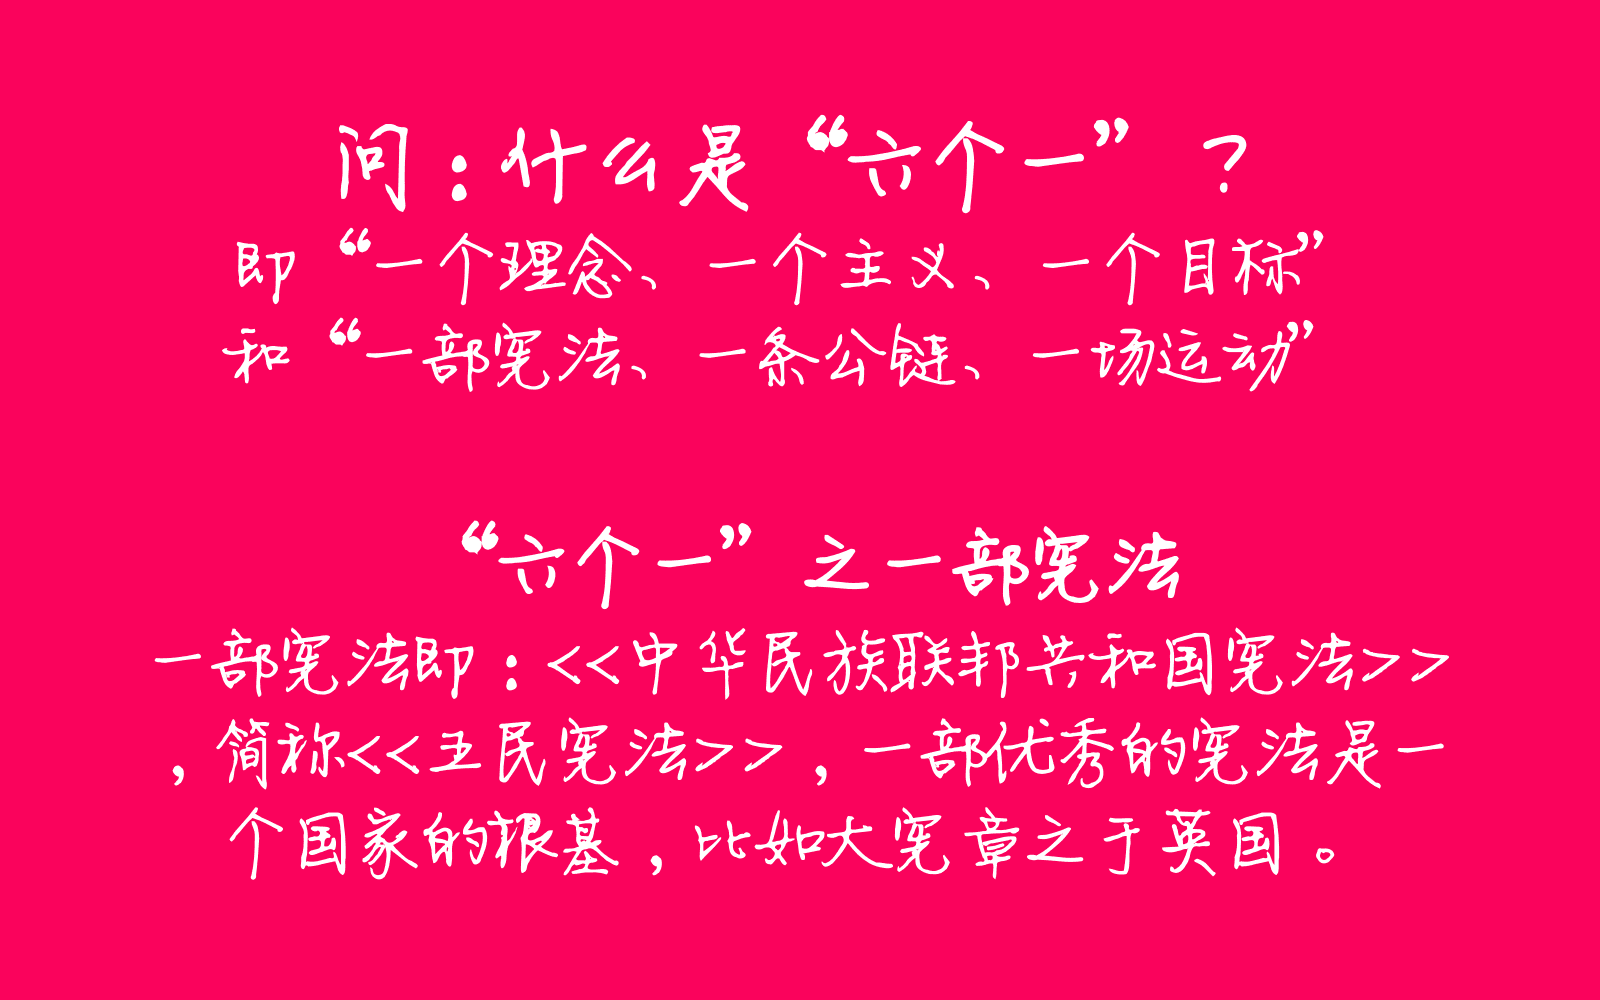 问：什么是“六个一”？
即“一个理念、一个主义、一个目标”
和“一部宪法、一条公链、一场运动”
“六个一”之一部宪法
一部宪法即：<<中华民族联邦共和国宪法>>
，简称<<王民宪法>>，一部优秀的宪法是一
个国家的根基，比如大宪章之于英国。